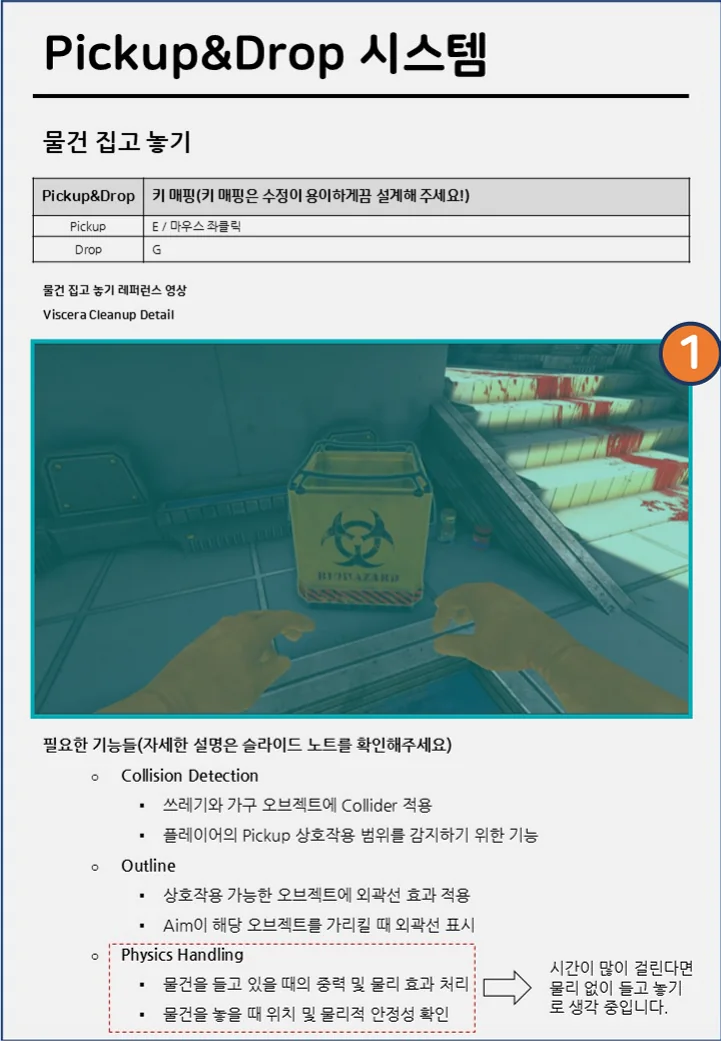 Pickup&Drop 시스템
물건 집고 놓기
Pickup&Drop 키 매핑(키 매핑은 수정이 용이하게끔 설계해 주세요!)
Pickup E / 마우스 좌클릭
Drop G
물건 집고 놓기 레퍼런스 영상
Viscera Cleanup Detail
1
BIOHAZARD
필요한 기능들(자세한 설명은 슬라이드 노트를 확인해주세요)
○ Collision Detection
▪ 쓰레기와 가구 오브젝트에 Collider 적용
▪ 플레이어의 Pickup 상호작용 범위를 감지하기 위한 기능
○ Outline
▪ 상호작용 가능한 오브젝트에 외곽선 효과 적용
▪ Aim이 해당 오브젝트를 가리킬 때 외곽선 표시
○ Physics Handling
▪ 물건을 들고 있을 때의 중력 및 물리 효과 처리
▪ 물건을 놓을 때 위치 및 물리적 안정성 확인
시간이 많이 걸린다면
물리 없이 들고 놓기
로 생각 중입니다.